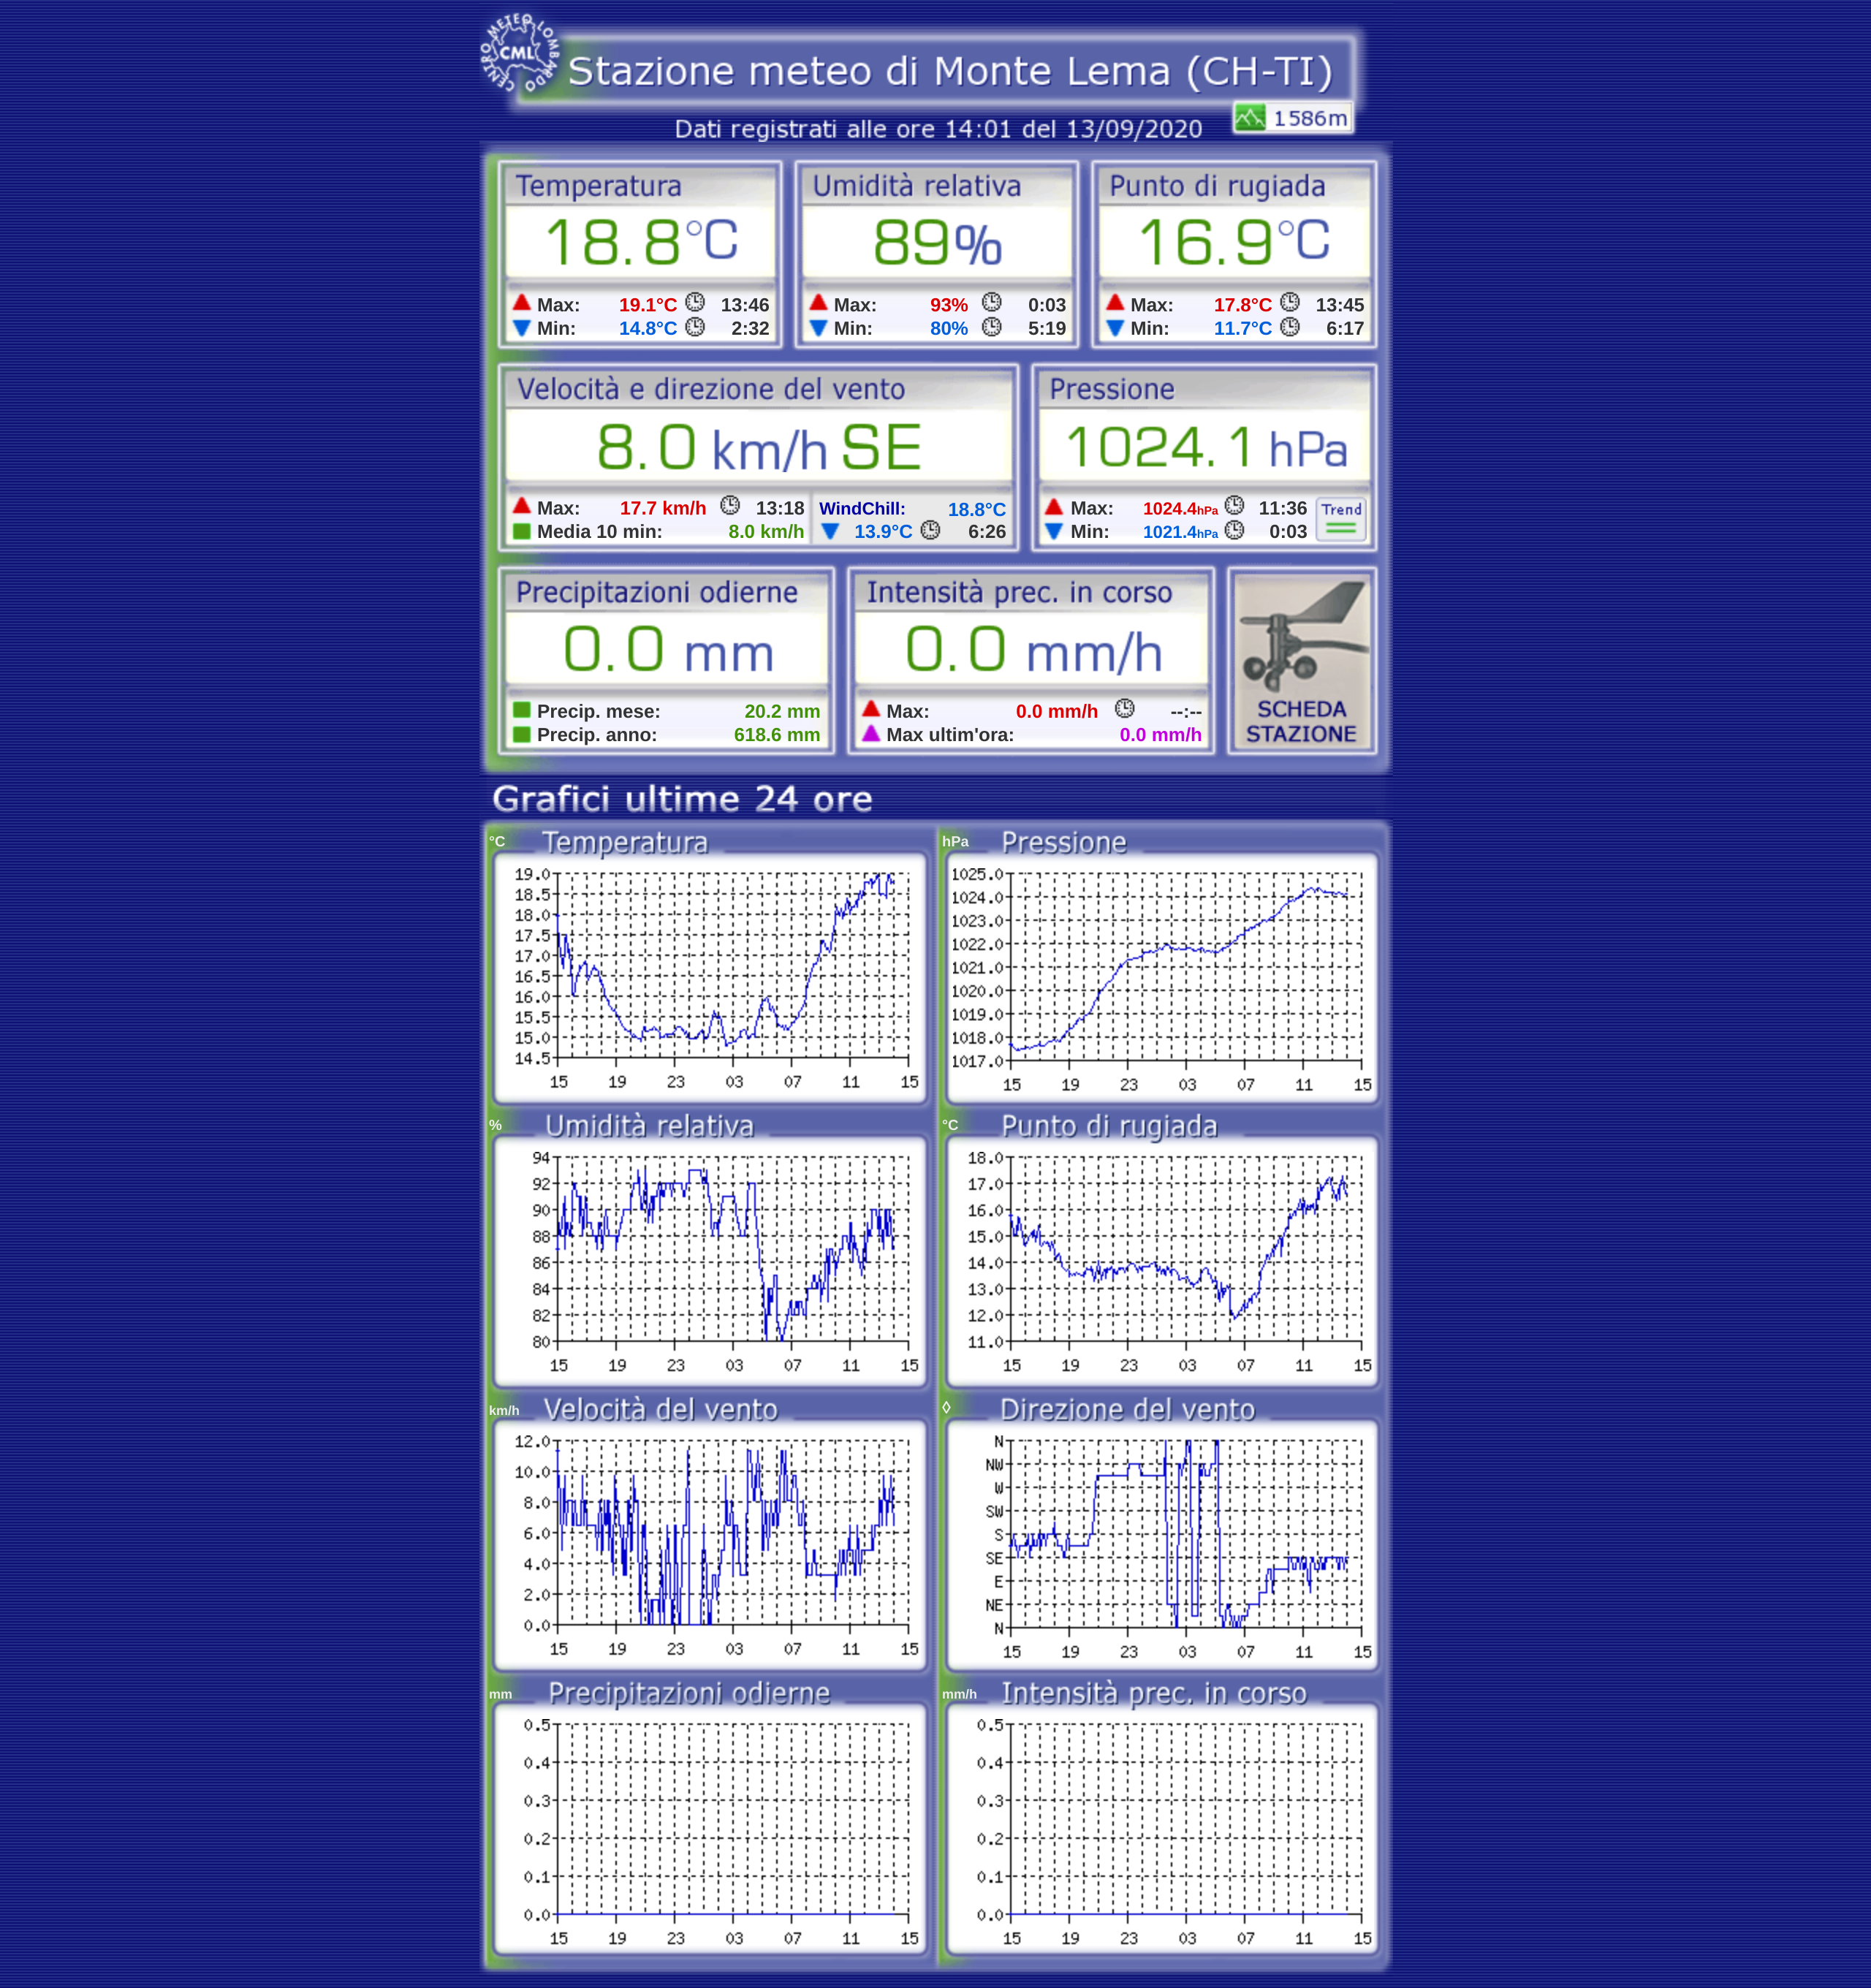 CENTRO METEO LOMBARDO
CML
Stazione meteo di Monte Lema (CH-TI)
1586m
Dati registrati alle ore 14:01 del 13/09/2020
Temperatura
18.8°C
Max: 19.1°C 13:46
Min: 14.8°C 2:32
Umidità relativa
89%
Max: 93% 0:03
Min: 80% 5:19
Punto di rugiada
16.9°C
Max: 17.8°C 13:45
Min: 11.7°C 6:17
Velocità e direzione del vento
8.0 km/h SE
Max: 17.7 km/h 13:18
Media 10 min: 8.0 km/h
WindChill: 18.8°C
13.9°C 6:26
Pressione
1024.1 hPa
Max: 1024.4hPa 11:36
Min: 1021.4hPa 0:03
Trend
Precipitazioni odierne
0.0 mm
Precip. mese: 20.2 mm
Precip. anno: 618.6 mm
Intensità prec. in corso
0.0 mm/h
Max: 0.0 mm/h --:--
Max ultim'ora: 0.0 mm/h
SCHEDA
STAZIONE
Grafici ultime 24 ore
°C Temperatura
19.0
18.5
18.0
17.5
17.0
16.5
16.0
15.5
15.0
14.5
15 19 23 03 07 11 15
hPa Pressione
1025.0
1024.0
1023.0
1022.0
1021.0
1020.0
1019.0
1018.0
1017.0
15 19 23 03 07 11 15
% Umidità relativa
94
92
90
88
86
84
82
80
15 19 23 03 07 11 15
°C Punto di rugiada
18.0
17.0
16.0
15.0
14.0
13.0
12.0
11.0
15 19 23 03 07 11 15
km/h Velocità del vento
12.0
10.0
8.0
6.0
4.0
2.0
0.0
15 19 23 03 07 11 15
◊ Direzione del vento
N
NW
W
SW
S
SE
E
NE
N
15 19 23 03 07 11 15
mm Precipitazioni odierne
0.5
0.4
0.3
0.2
0.1
0.0
15 19 23 03 07 11 15
mm/h Intensità prec. in corso
0.5
0.4
0.3
0.2
0.1
0.0
15 19 23 03 07 11 15